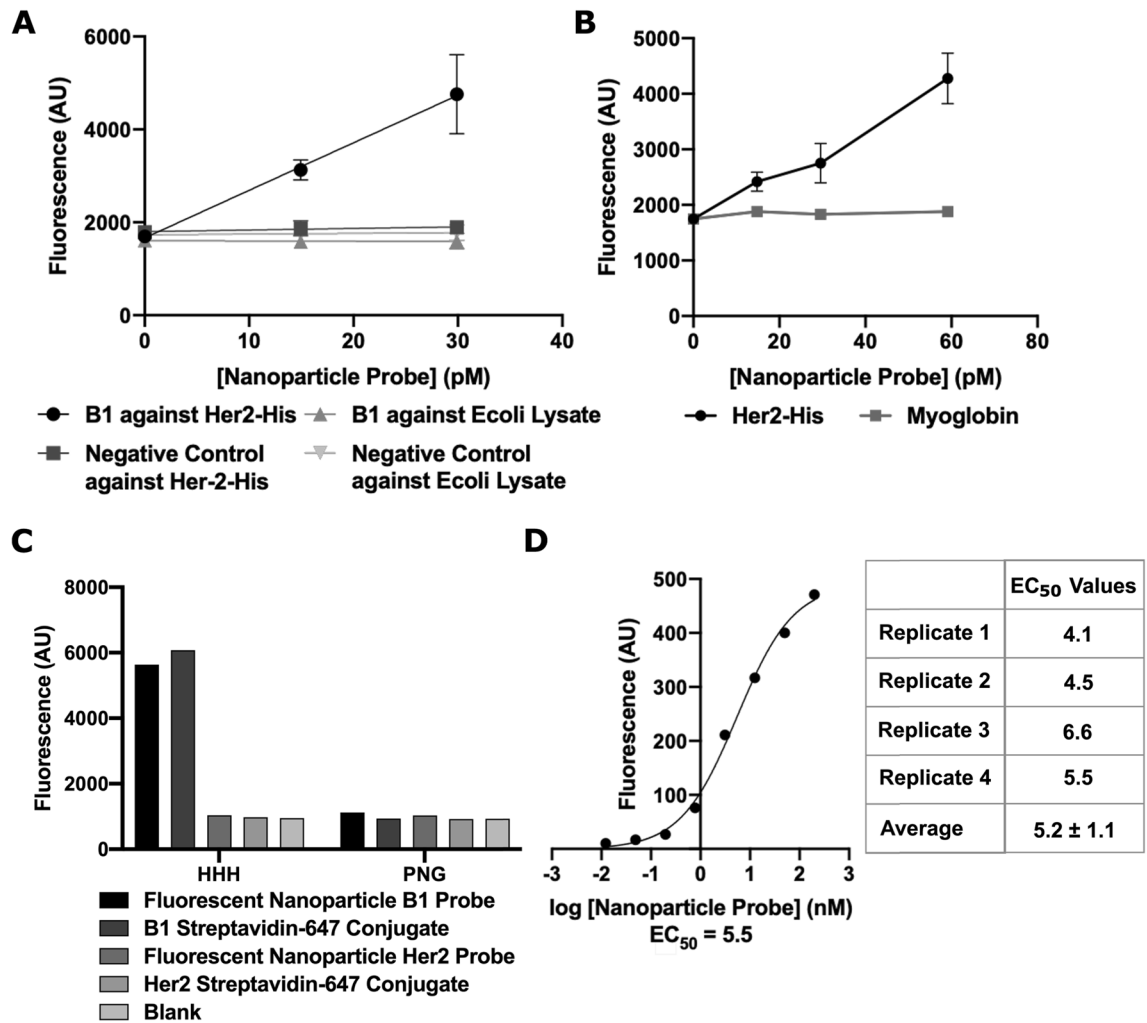 A
6000
4000
2000
0
Fluorescence (AU)
0 10 20 30 40
[Nanoparticle Probe] (pM)
B1 against Her2-His
B1 against Ecoli Lysate
Negative Control
against Her-2-His
Negative Control
against Ecoli Lysate
B
5000
4000
3000
2000
1000
0
Fluorescence (AU)
0 20 40 60 80
[Nanoparticle Probe] (pM)
Her2-His
Myoglobin
C
8000
6000
4000
2000
0
Fluorescence (AU)
HHH PNG
Fluorescent Nanoparticle B1 Probe
B1 Streptavidin-647 Conjugate
Fluorescent Nanoparticle Her2 Probe
Her2 Streptavidin-647 Conjugate
Blank
D
500
400
300
200
100
Fluorescence (AU)
-3 -2 -1 0 1 2 3
log [Nanoparticle Probe] (nM)
EC₅₀ = 5.5
EC₅₀ Values
Replicate 1 4.1
Replicate 2 4.5
Replicate 3 6.6
Replicate 4 5.5
Average 5.2 ± 1.1